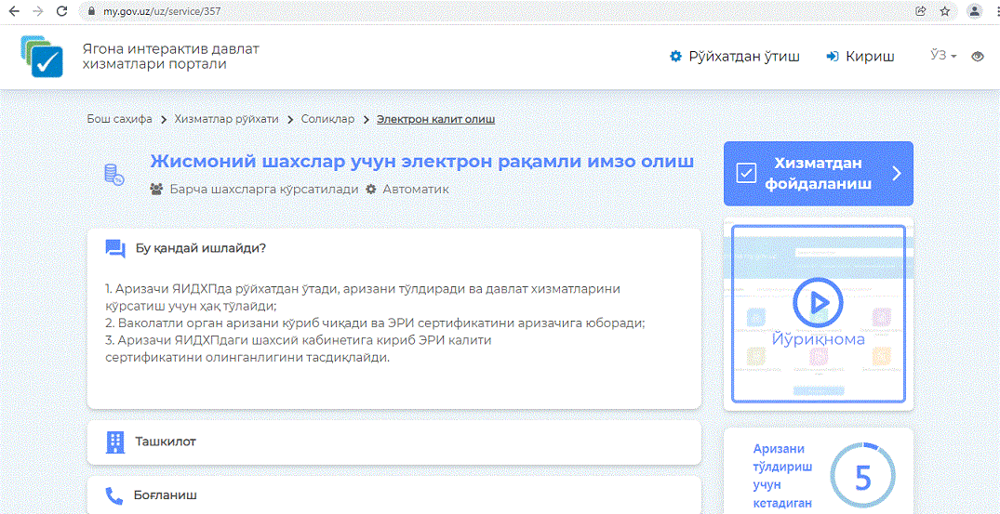 my.gov.uz/uz/service/357
Ягона интерактив давлат
хизматлари портали
Рўйхатдан ўтиш
Кириш
ЎЗ
Бош саҳифа
Хизматлар рўйхати
Солиқлар
Электрон калит олиш
Жисмоний шахслар учун электрон рақамли имзо олиш
Барча шахсларга кўрсатилади
Автоматик
Хизматдан
фойдаланиш
Бу қандай ишлайди?
1. Аризачи ЯИДХПда рўйхатдан ўтади, аризани тўлдиради ва давлат хизматларини
кўрсатиш учун ҳақ тўлайди;
2. Ваколатли орган аризани кўриб чиқади ва ЭРИ сертификатини аризачига юборади;
3. Аризачи ЯИДХПдаги шахсий кабинетига кириб ЭРИ калити
сертификатини олинганлигини тасдиқлайди.
Йўриқнома
Ташкилот
Боғланиш
Аризани
тўлдириш
учун
кетадиган
5